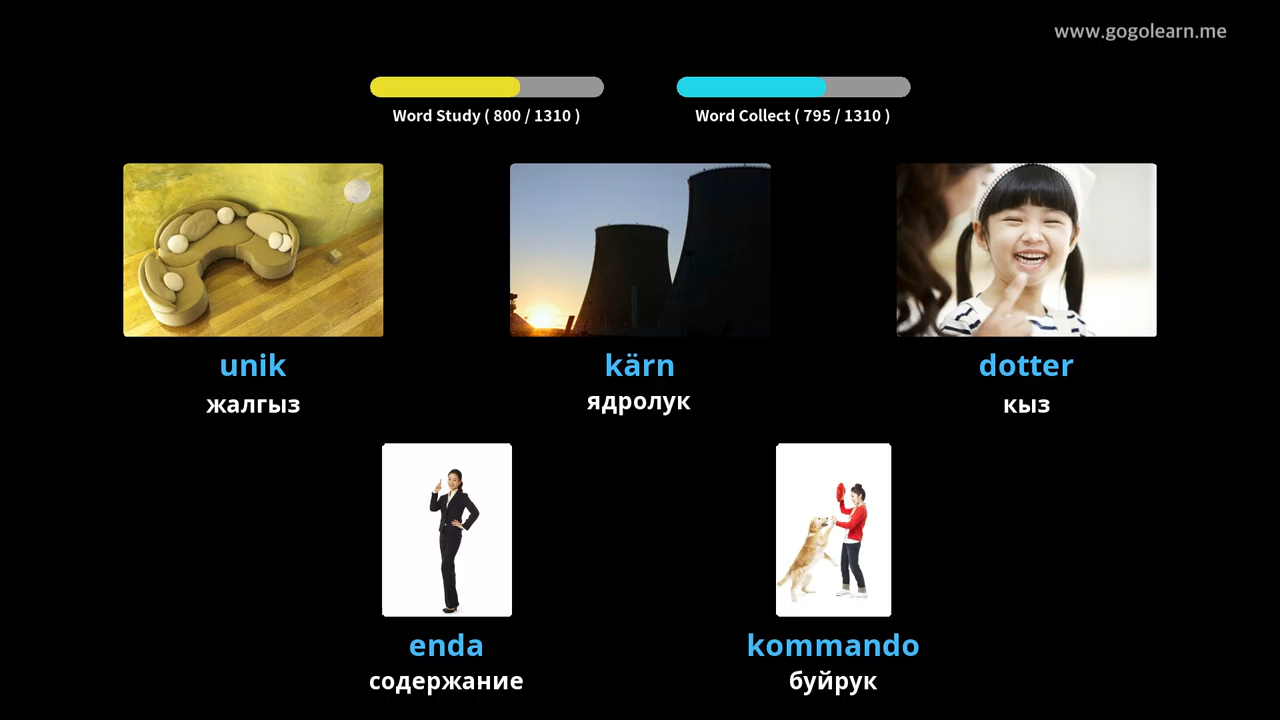 www.gogolearn.me
Word Study ( 800 / 1310 )
Word Collect ( 795 / 1310 )
unik
жалгыз
kärn
ядролук
dotter
кыз
enda
содержание
kommando
буйрук